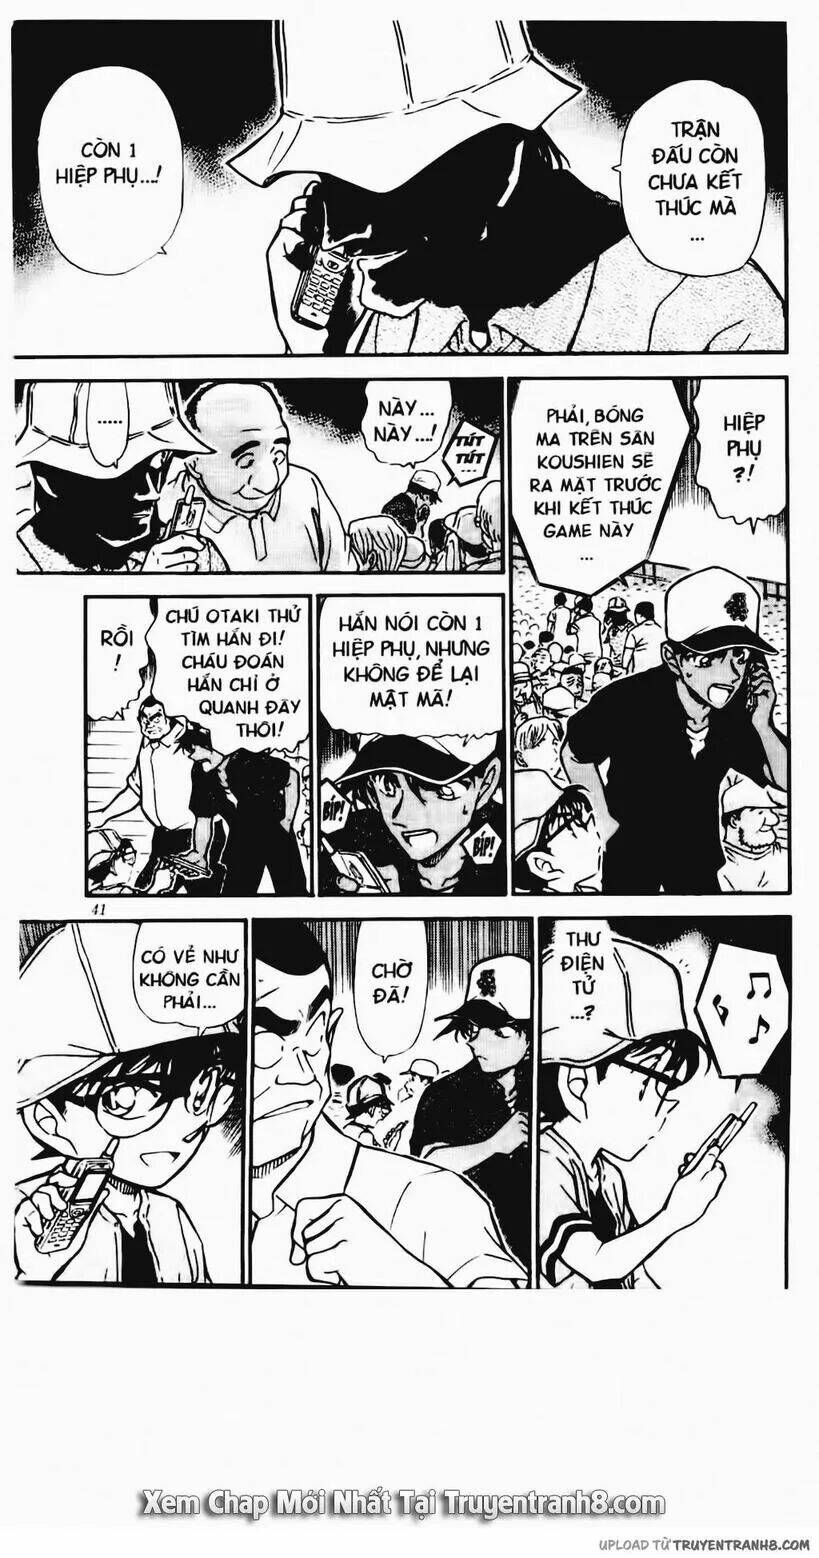 TRẬN
ĐẤU CÒN
CHƯA KẾT
THÚC MÀ
...
CÒN 1
HIỆP PHỤ...!
HIỆP
PHỤ
?!
PHẢI, BÓNG
MA TRÊN SÂN
KOUSHIEN SẼ
RA MẶT TRƯỚC
KHI KẾT THÚC
GAME NÀY
...
NÀY...
NÀY...!
TÚT
TÚT
...
......
HẮN NÓI CÒN 1
HIỆP PHỤ, NHƯNG
KHÔNG ĐỂ LẠI
MẬT MÃ!
BÍP!
BÍP!
CHÚ OTAKI THỬ
TÌM HẮN ĐI!
CHÁU ĐOÁN
HẮN CHỈ Ở
QUANH ĐÂY
THÔI!
RỒI
!
41
THƯ
ĐIỆN
TỬ
...?
CHỜ
ĐÃ!
CÓ VẺ NHƯ
KHÔNG CẦN
PHẢI...
Xem Chap Mới Nhất Tại Truyentranh8.com
UPLOAD TỪ TRUYENTRANH8.COM